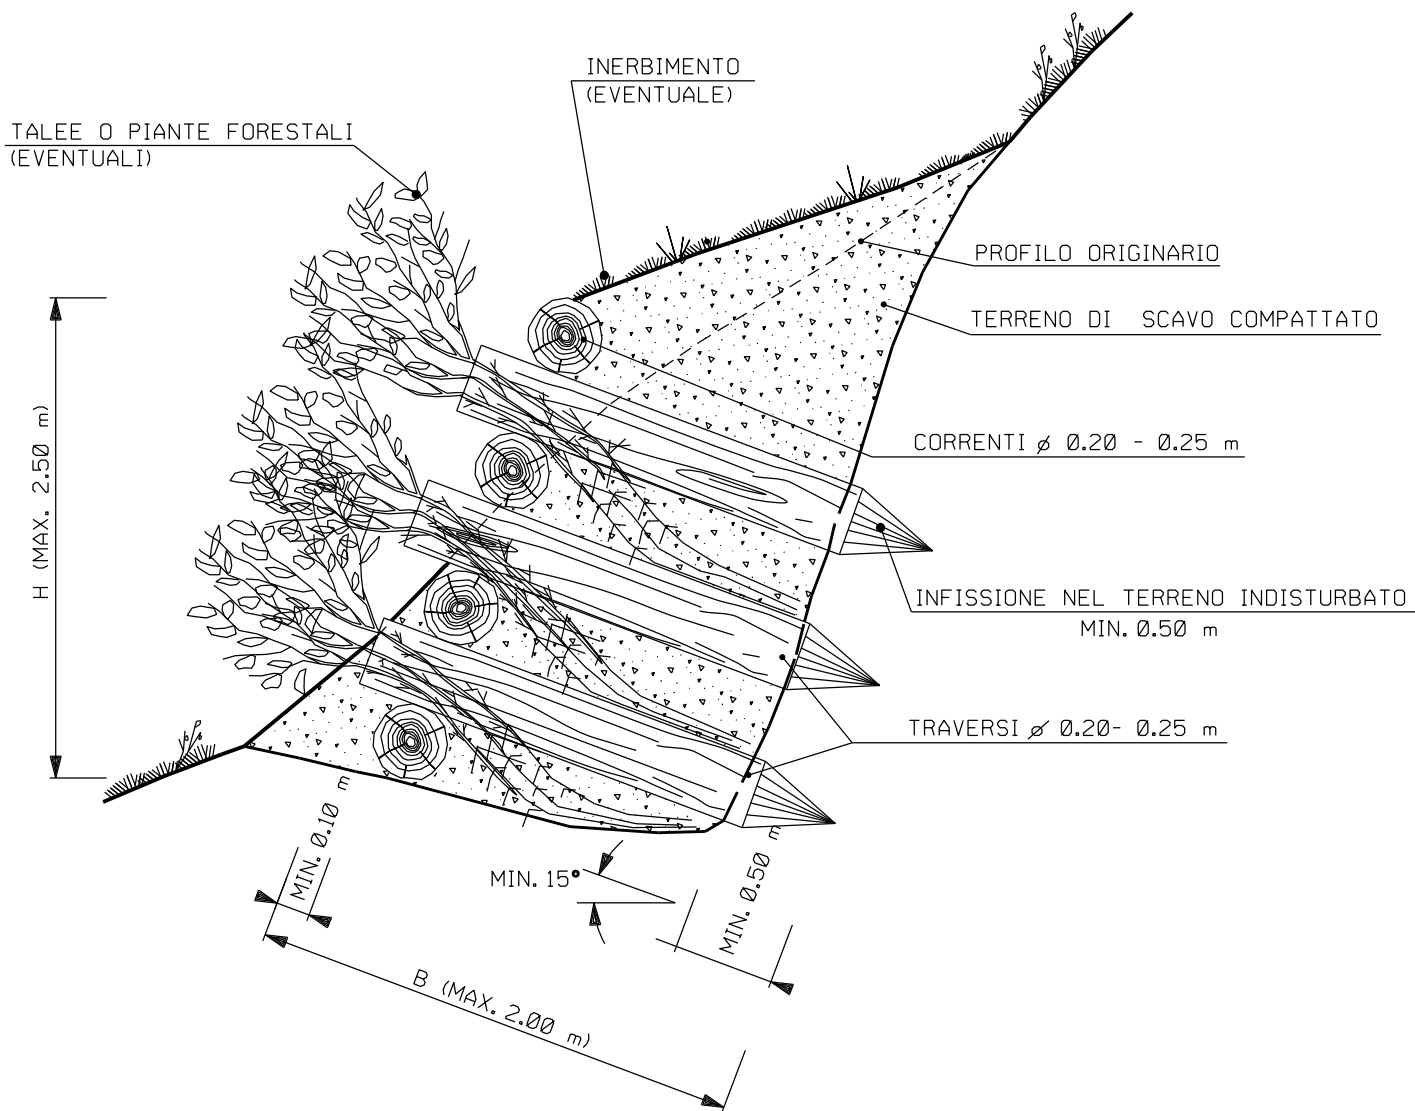 INERBIMENTO
(EVENTUALE)
TALEE O PIANTE FORESTALI
(EVENTUALI)
PROFILO ORIGINARIO
TERRENO DI SCAVO COMPATTATO
CORRENTI ø 0.20 - 0.25 m
H (MAX. 2.50 m)
INFISSIONE NEL TERRENO INDISTURBATO
MIN. 0.50 m
TRAVERSI ø 0.20- 0.25 m
MIN. 0.10 m
MIN. 15°
MIN. 0.50 m
B (MAX. 2.00 m)